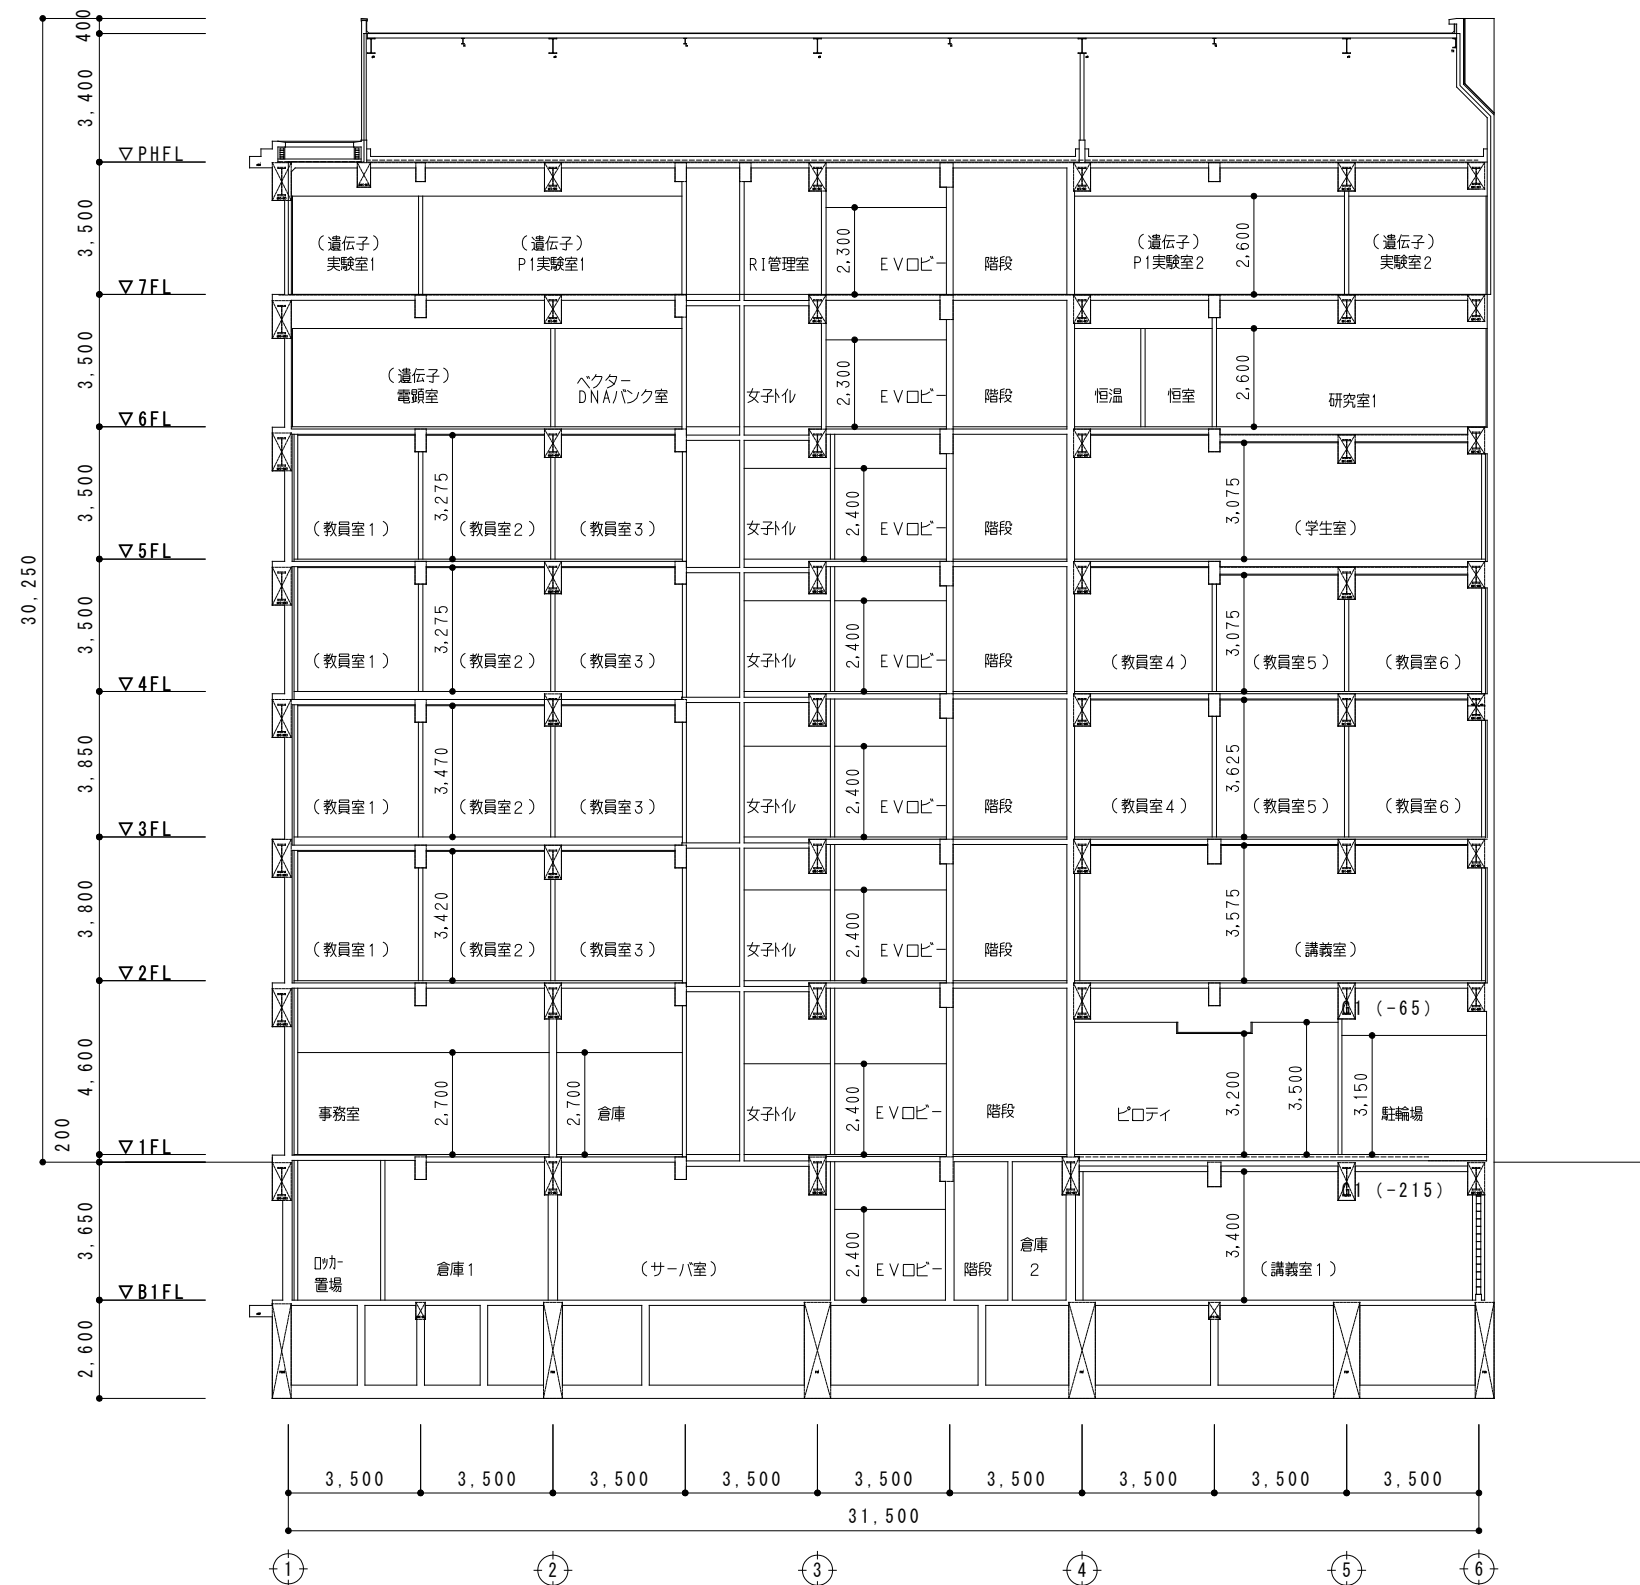 400
3,400
▽PHFL
3,500
(遺伝子)
実験室1
(遺伝子)
P1実験室1
RI管理室
2,300
EVロビー
階段
(遺伝子)
P1実験室2
2,600
(遺伝子)
実験室2
▽7FL
3,500
(遺伝子)
電顕室
ベクター
DNAバンク室
女子トイレ
2,300
EVロビー
階段
恒温
恒室
2,600
研究室1
▽6FL
3,500
(教員室1)
3,275
(教員室2)
(教員室3)
女子トイレ
2,400
EVロビー
階段
3,075
(学生室)
▽5FL
30,250
3,500
(教員室1)
3,275
(教員室2)
(教員室3)
女子トイレ
2,400
EVロビー
階段
(教員室4)
3,075
(教員室5)
(教員室6)
▽4FL
3,850
(教員室1)
3,470
(教員室2)
(教員室3)
女子トイレ
2,400
EVロビー
階段
(教員室4)
3,625
(教員室5)
(教員室6)
▽3FL
3,800
(教員室1)
3,420
(教員室2)
(教員室3)
女子トイレ
2,400
EVロビー
階段
3,575
(講義室)
▽2FL
G1 (-65)
4,600
事務室
2,700
2,700
倉庫
女子トイレ
2,400
EVロビー
階段
ピロティ
3,200
3,500
3,150
駐輪場
200
▽1FL
G1 (-215)
3,650
ロッカー
置場
倉庫1
(サーバ室)
2,400
EVロビー
階段
倉庫
2
3,400
(講義室1)
▽B1FL
2,600
3,500 3,500 3,500 3,500 3,500 3,500 3,500 3,500 3,500
31,500
1 2 3 4 5 6